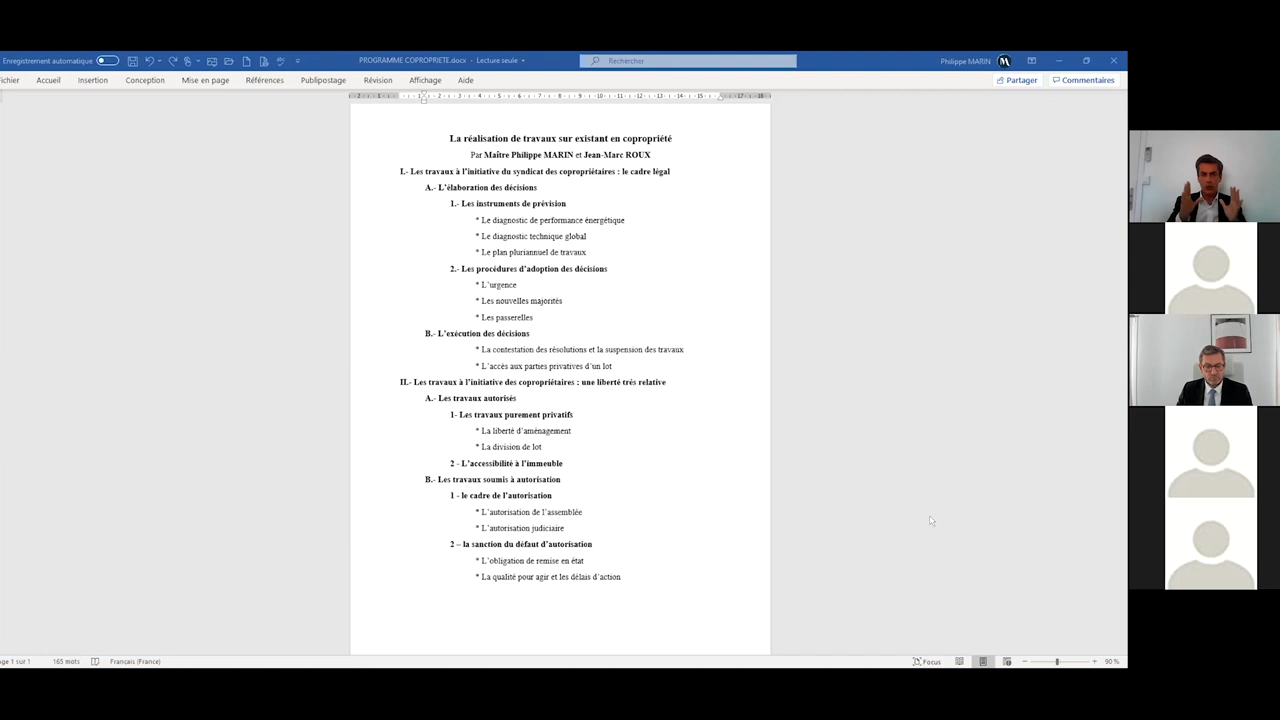 Enregistrement automatique
PROGRAMME COPROPRIETE.docx - Lecture seule
Rechercher
Philippe MARIN
Fichier Accueil Insertion Conception Mise en page Références Publipostage Révision Affichage Aide
Partager Commentaires
La réalisation de travaux sur existant en copropriété
Par Maître Philippe MARIN et Jean-Marc ROUX
I.- Les travaux à l'initiative du syndicat des copropriétaires : le cadre légal
A.- L'élaboration des décisions
1.- Les instruments de prévision
* Le diagnostic de performance énergétique
* Le diagnostic technique global
* Le plan pluriannuel de travaux
2.- Les procédures d'adoption des décisions
* L'urgence
* Les nouvelles majorités
* Les passerelles
B.- L'exécution des décisions
* La contestation des résolutions et la suspension des travaux
* L'accès aux parties privatives d'un lot
II.- Les travaux à l'initiative des copropriétaires : une liberté très relative
A.- Les travaux autorisés
1- Les travaux purement privatifs
* La liberté d'aménagement
* La division de lot
2 - L'accessibilité à l'immeuble
B.- Les travaux soumis à autorisation
1 - le cadre de l'autorisation
* L'autorisation de l'assemblée
* L'autorisation judiciaire
2 – la sanction du défaut d'autorisation
* L'obligation de remise en état
* La qualité pour agir et les délais d'action
age 1 sur 1 165 mots Français (France) Focus 90 %